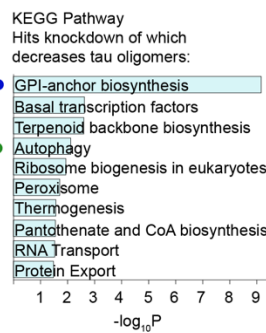 KEGG Pathway
Hits knockdown of which
decreases tau oligomers:
GPI-anchor biosynthesis
Basal transcription factors
Terpenoid backbone biosynthesis
Autophagy
Ribosome biogenesis in eukaryotes
Peroxisome
Thermogenesis
Pantothenate and CoA biosynthesis
RNA Transport
Protein Export
1 2 3 4 5 6 7 8 9
-log10P